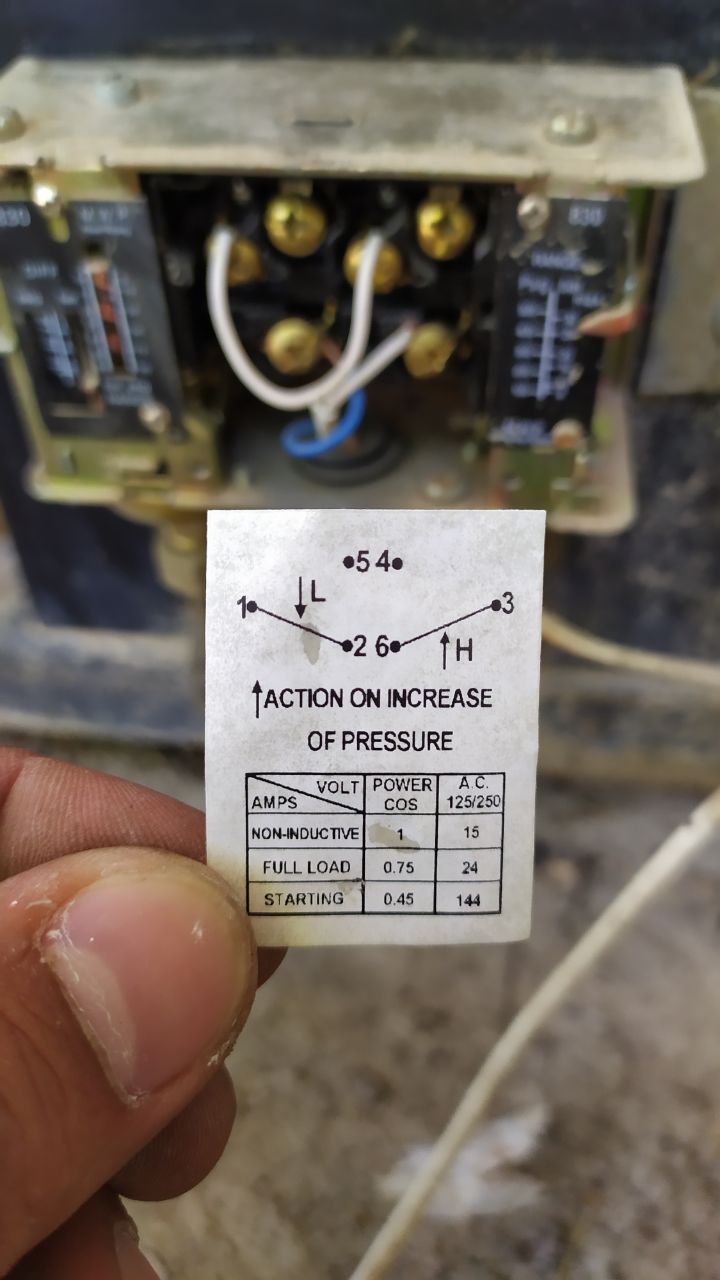 830
•5 4•
L
1• •3
•2 6•
H
ACTION ON INCREASE
OF PRESSURE
VOLT POWER A.C.
AMPS COS 125/250
NON-INDUCTIVE 1 15
FULL LOAD 0.75 24
STARTING 0.45 144